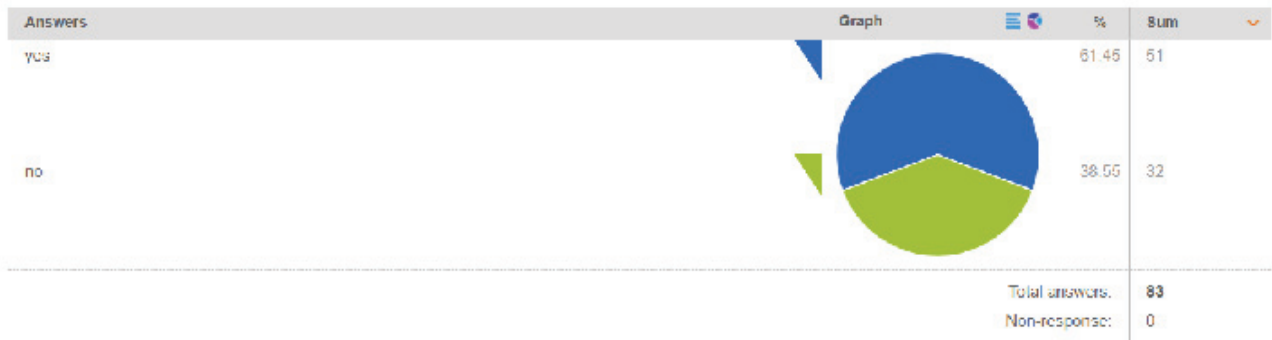 Answers Graph % Sum
yes 61.45 51
no 38.55 32
Total answers: 83
Non-response: 0